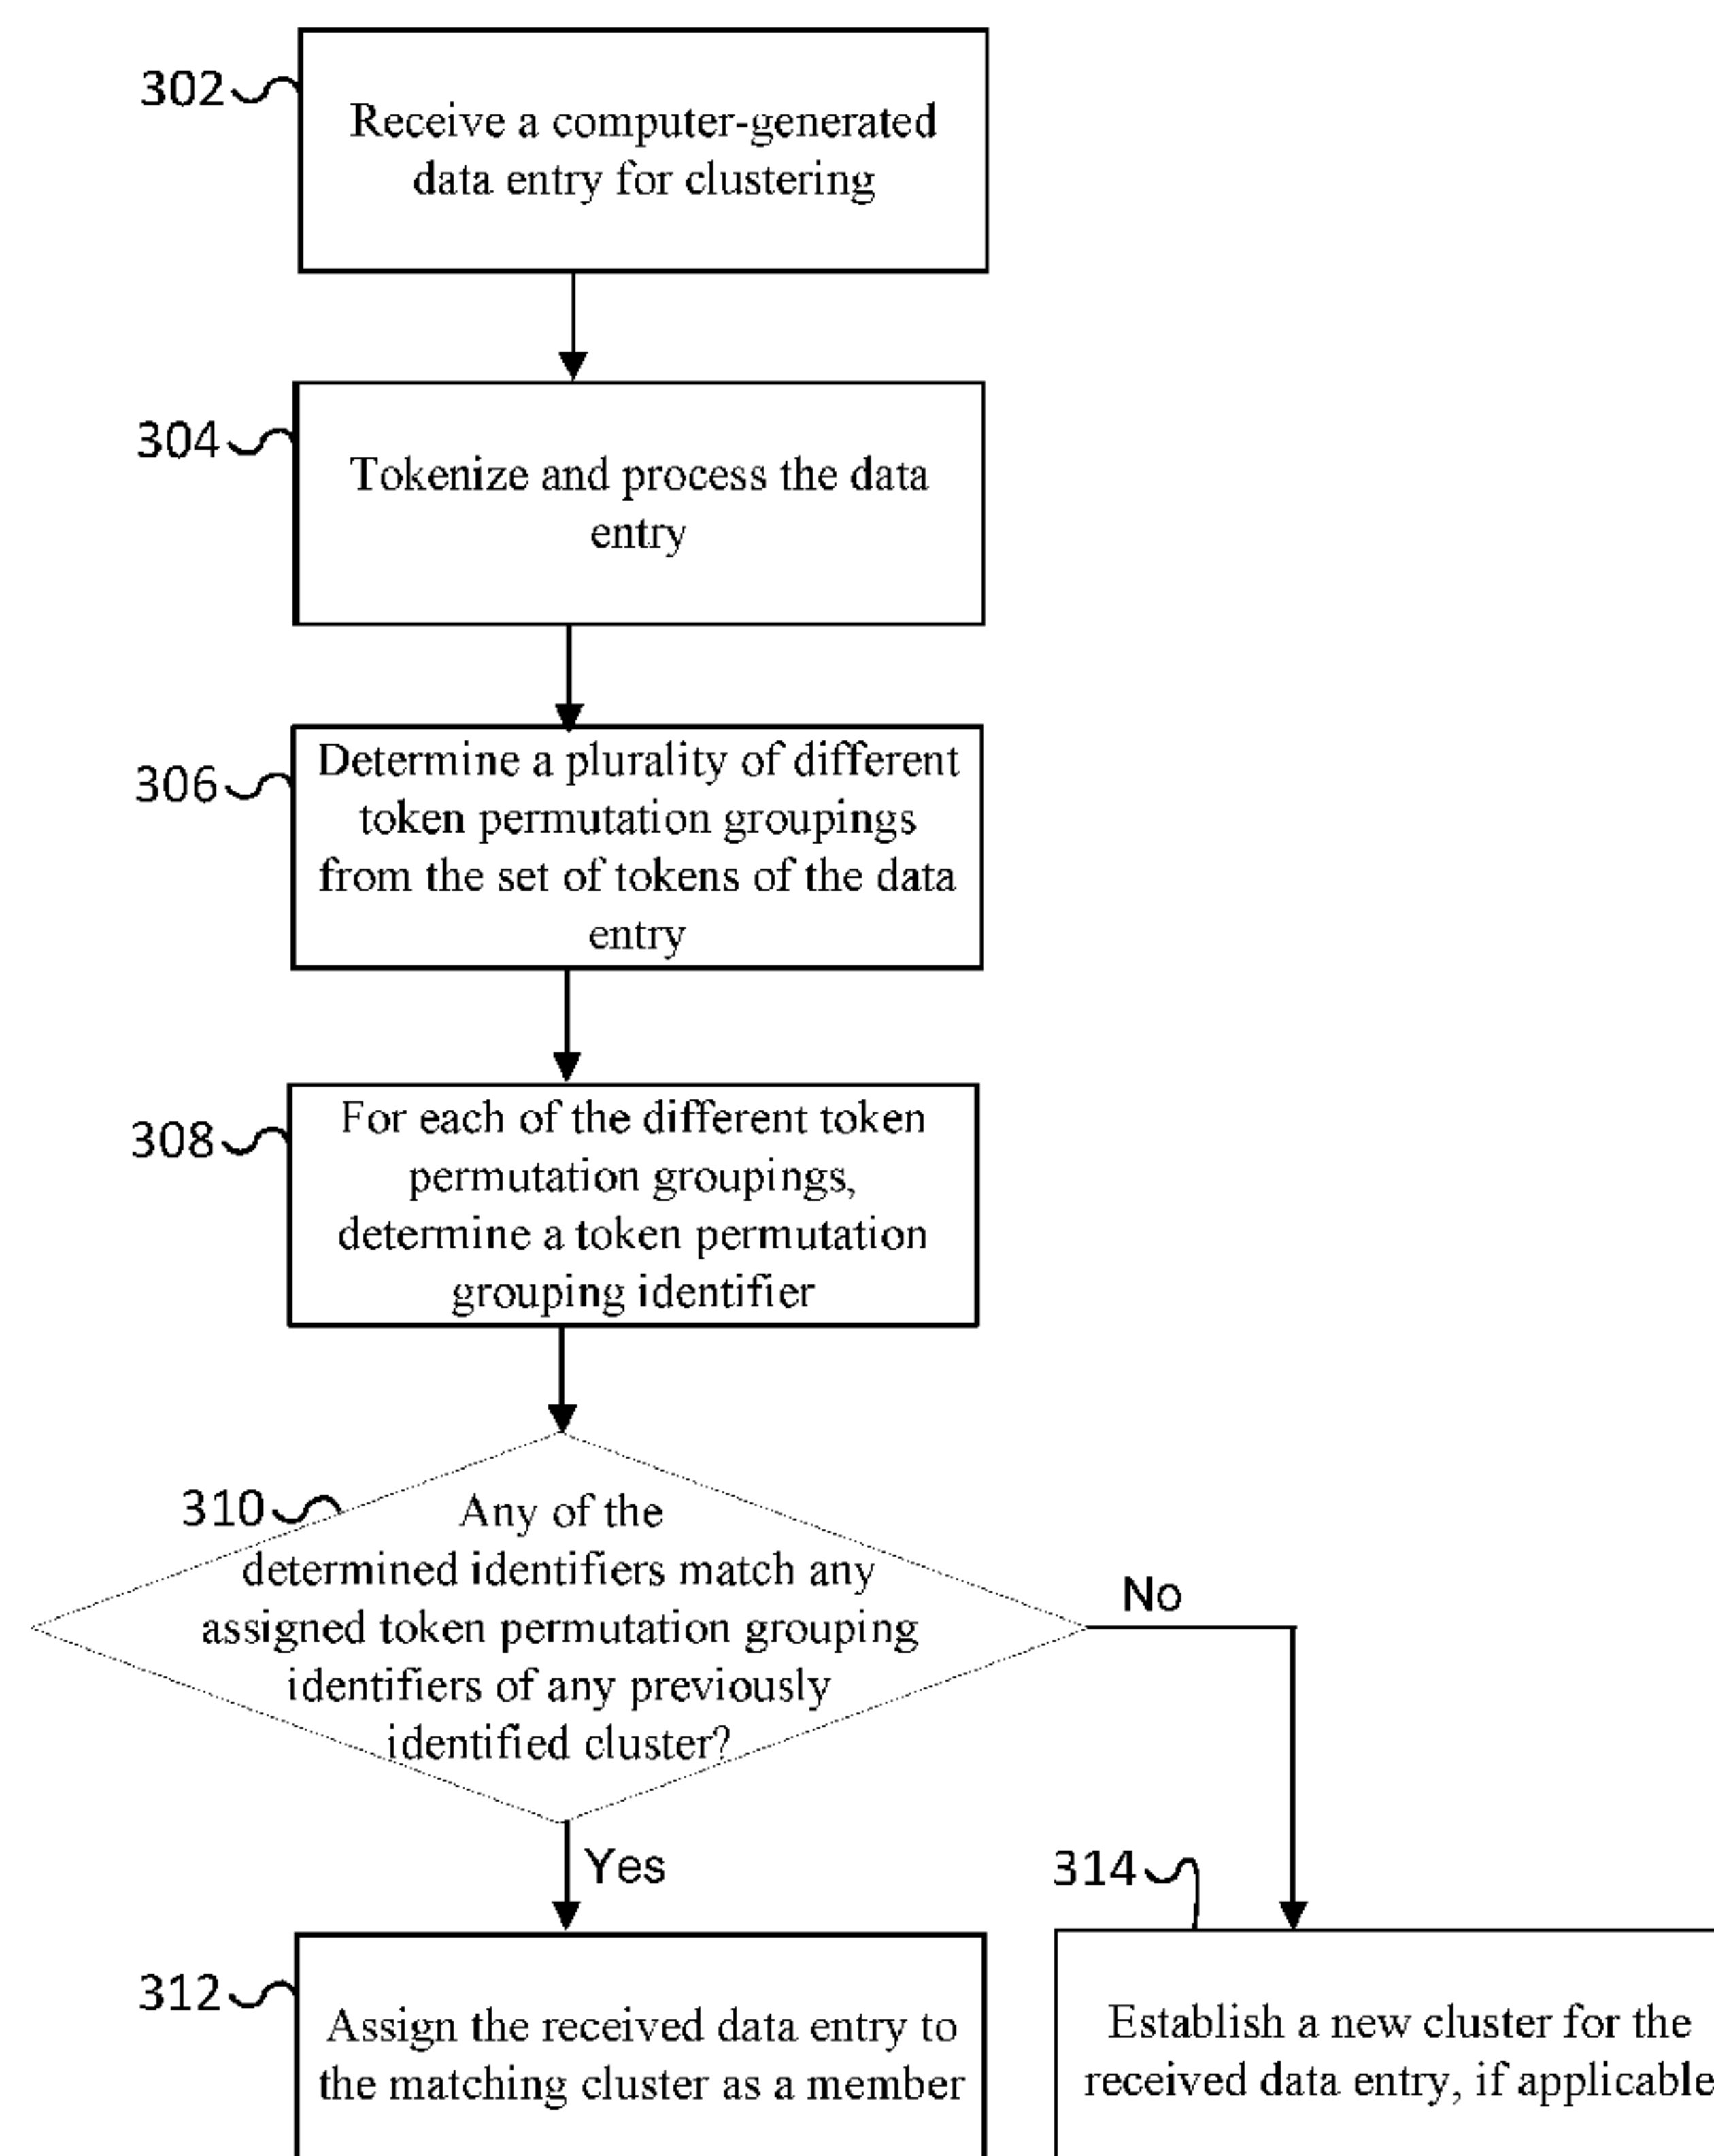 302
Receive a computer-generated
data entry for clustering
304
Tokenize and process the data
entry
306
Determine a plurality of different
token permutation groupings
from the set of tokens of the data
entry
308
For each of the different token
permutation groupings,
determine a token permutation
grouping identifier
310
Any of the
determined identifiers match any
assigned token permutation grouping
identifiers of any previously
identified cluster?
No
Yes
314
312
Assign the received data entry to
the matching cluster as a member
Establish a new cluster for the
received data entry, if applicable